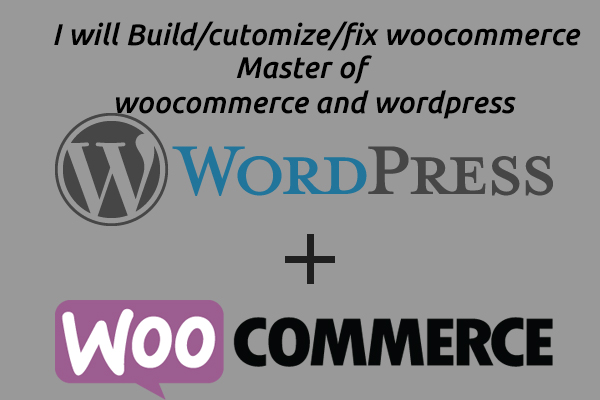 I will Build/cutomize/fix woocommerce
Master of
woocommerce and wordpress
W WORDPRESS
+
WOO COMMERCE